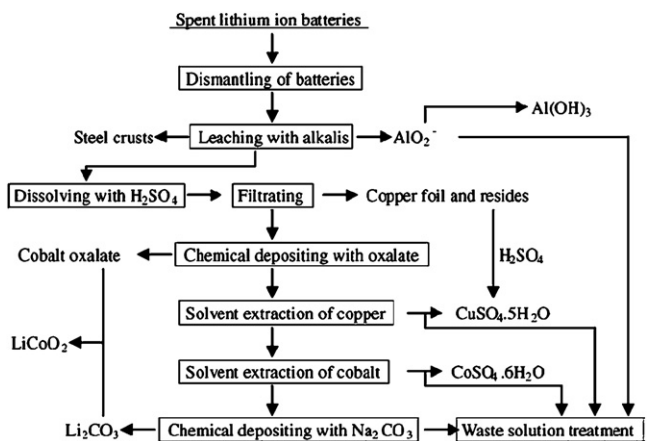 Spent lithium ion batteries
Dismantling of batteries
Al(OH)₃
Steel crusts
Leaching with alkalis
AlO₂⁻
Dissolving with H₂SO₄
Filtrating
Copper foil and resides
Cobalt oxalate
Chemical depositing with oxalate
H₂SO₄
Solvent extraction of copper
CuSO₄.5H₂O
LiCoO₂
Solvent extraction of cobalt
CoSO₄.6H₂O
Li₂CO₃
Chemical depositing with Na₂CO₃
Waste solution treatment